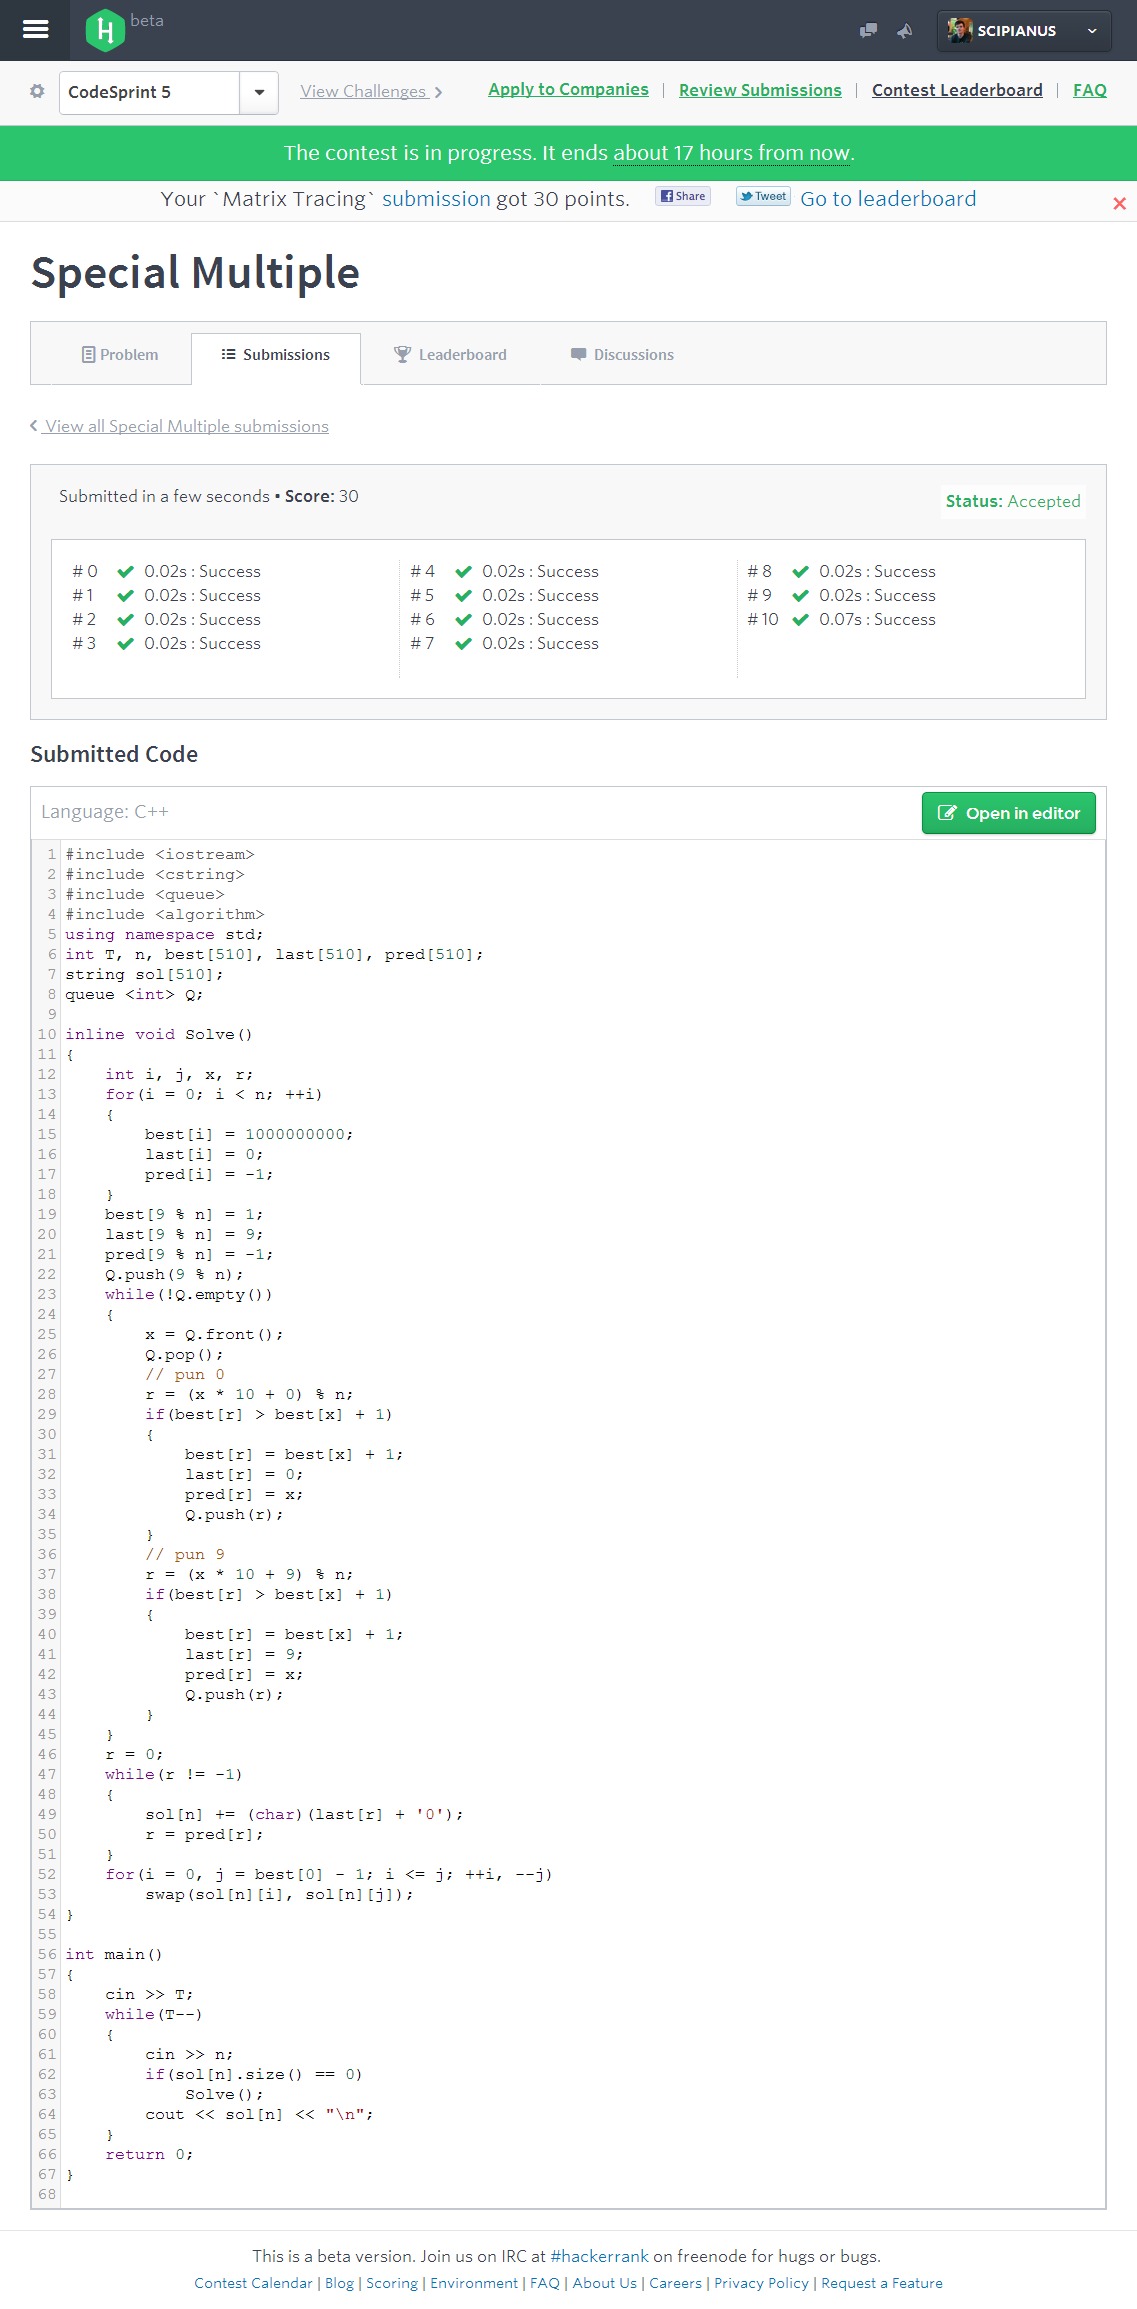 beta
SCIPIANUS
CodeSprint 5
View Challenges
Apply to Companies | Review Submissions | Contest Leaderboard | FAQ
The contest is in progress. It ends about 17 hours from now.
Your `Matrix Tracing` submission got 30 points. Share Tweet Go to leaderboard
Special Multiple
Problem
Submissions
Leaderboard
Discussions
View all Special Multiple submissions
Submitted in a few seconds • Score: 30
Status: Accepted
#0 0.02s : Success
#1 0.02s : Success
#2 0.02s : Success
#3 0.02s : Success
#4 0.02s : Success
#5 0.02s : Success
#6 0.02s : Success
#7 0.02s : Success
#8 0.02s : Success
#9 0.02s : Success
#10 0.07s : Success
Submitted Code
Language: C++
Open in editor
1 #include <iostream>
2 #include <cstring>
3 #include <queue>
4 #include <algorithm>
5 using namespace std;
6 int T, n, best[510], last[510], pred[510];
7 string sol[510];
8 queue <int> Q;
9
10 inline void Solve()
11 {
12     int i, j, x, r;
13     for(i = 0; i < n; ++i)
14     {
15         best[i] = 1000000000;
16         last[i] = 0;
17         pred[i] = -1;
18     }
19     best[9 % n] = 1;
20     last[9 % n] = 9;
21     pred[9 % n] = -1;
22     Q.push(9 % n);
23     while(!Q.empty())
24     {
25         x = Q.front();
26         Q.pop();
27         // pun 0
28         r = (x * 10 + 0) % n;
29         if(best[r] > best[x] + 1)
30         {
31             best[r] = best[x] + 1;
32             last[r] = 0;
33             pred[r] = x;
34             Q.push(r);
35         }
36         // pun 9
37         r = (x * 10 + 9) % n;
38         if(best[r] > best[x] + 1)
39         {
40             best[r] = best[x] + 1;
41             last[r] = 9;
42             pred[r] = x;
43             Q.push(r);
44         }
45     }
46     r = 0;
47     while(r != -1)
48     {
49         sol[n] += (char)(last[r] + '0');
50         r = pred[r];
51     }
52     for(i = 0, j = best[0] - 1; i <= j; ++i, --j)
53         swap(sol[n][i], sol[n][j]);
54 }
55
56 int main()
57 {
58     cin >> T;
59     while(T--)
60     {
61         cin >> n;
62         if(sol[n].size() == 0)
63             Solve();
64         cout << sol[n] << "\n";
65     }
66     return 0;
67 }
68
This is a beta version. Join us on IRC at #hackerrank on freenode for hugs or bugs.
Contest Calendar | Blog | Scoring | Environment | FAQ | About Us | Careers | Privacy Policy | Request a Feature